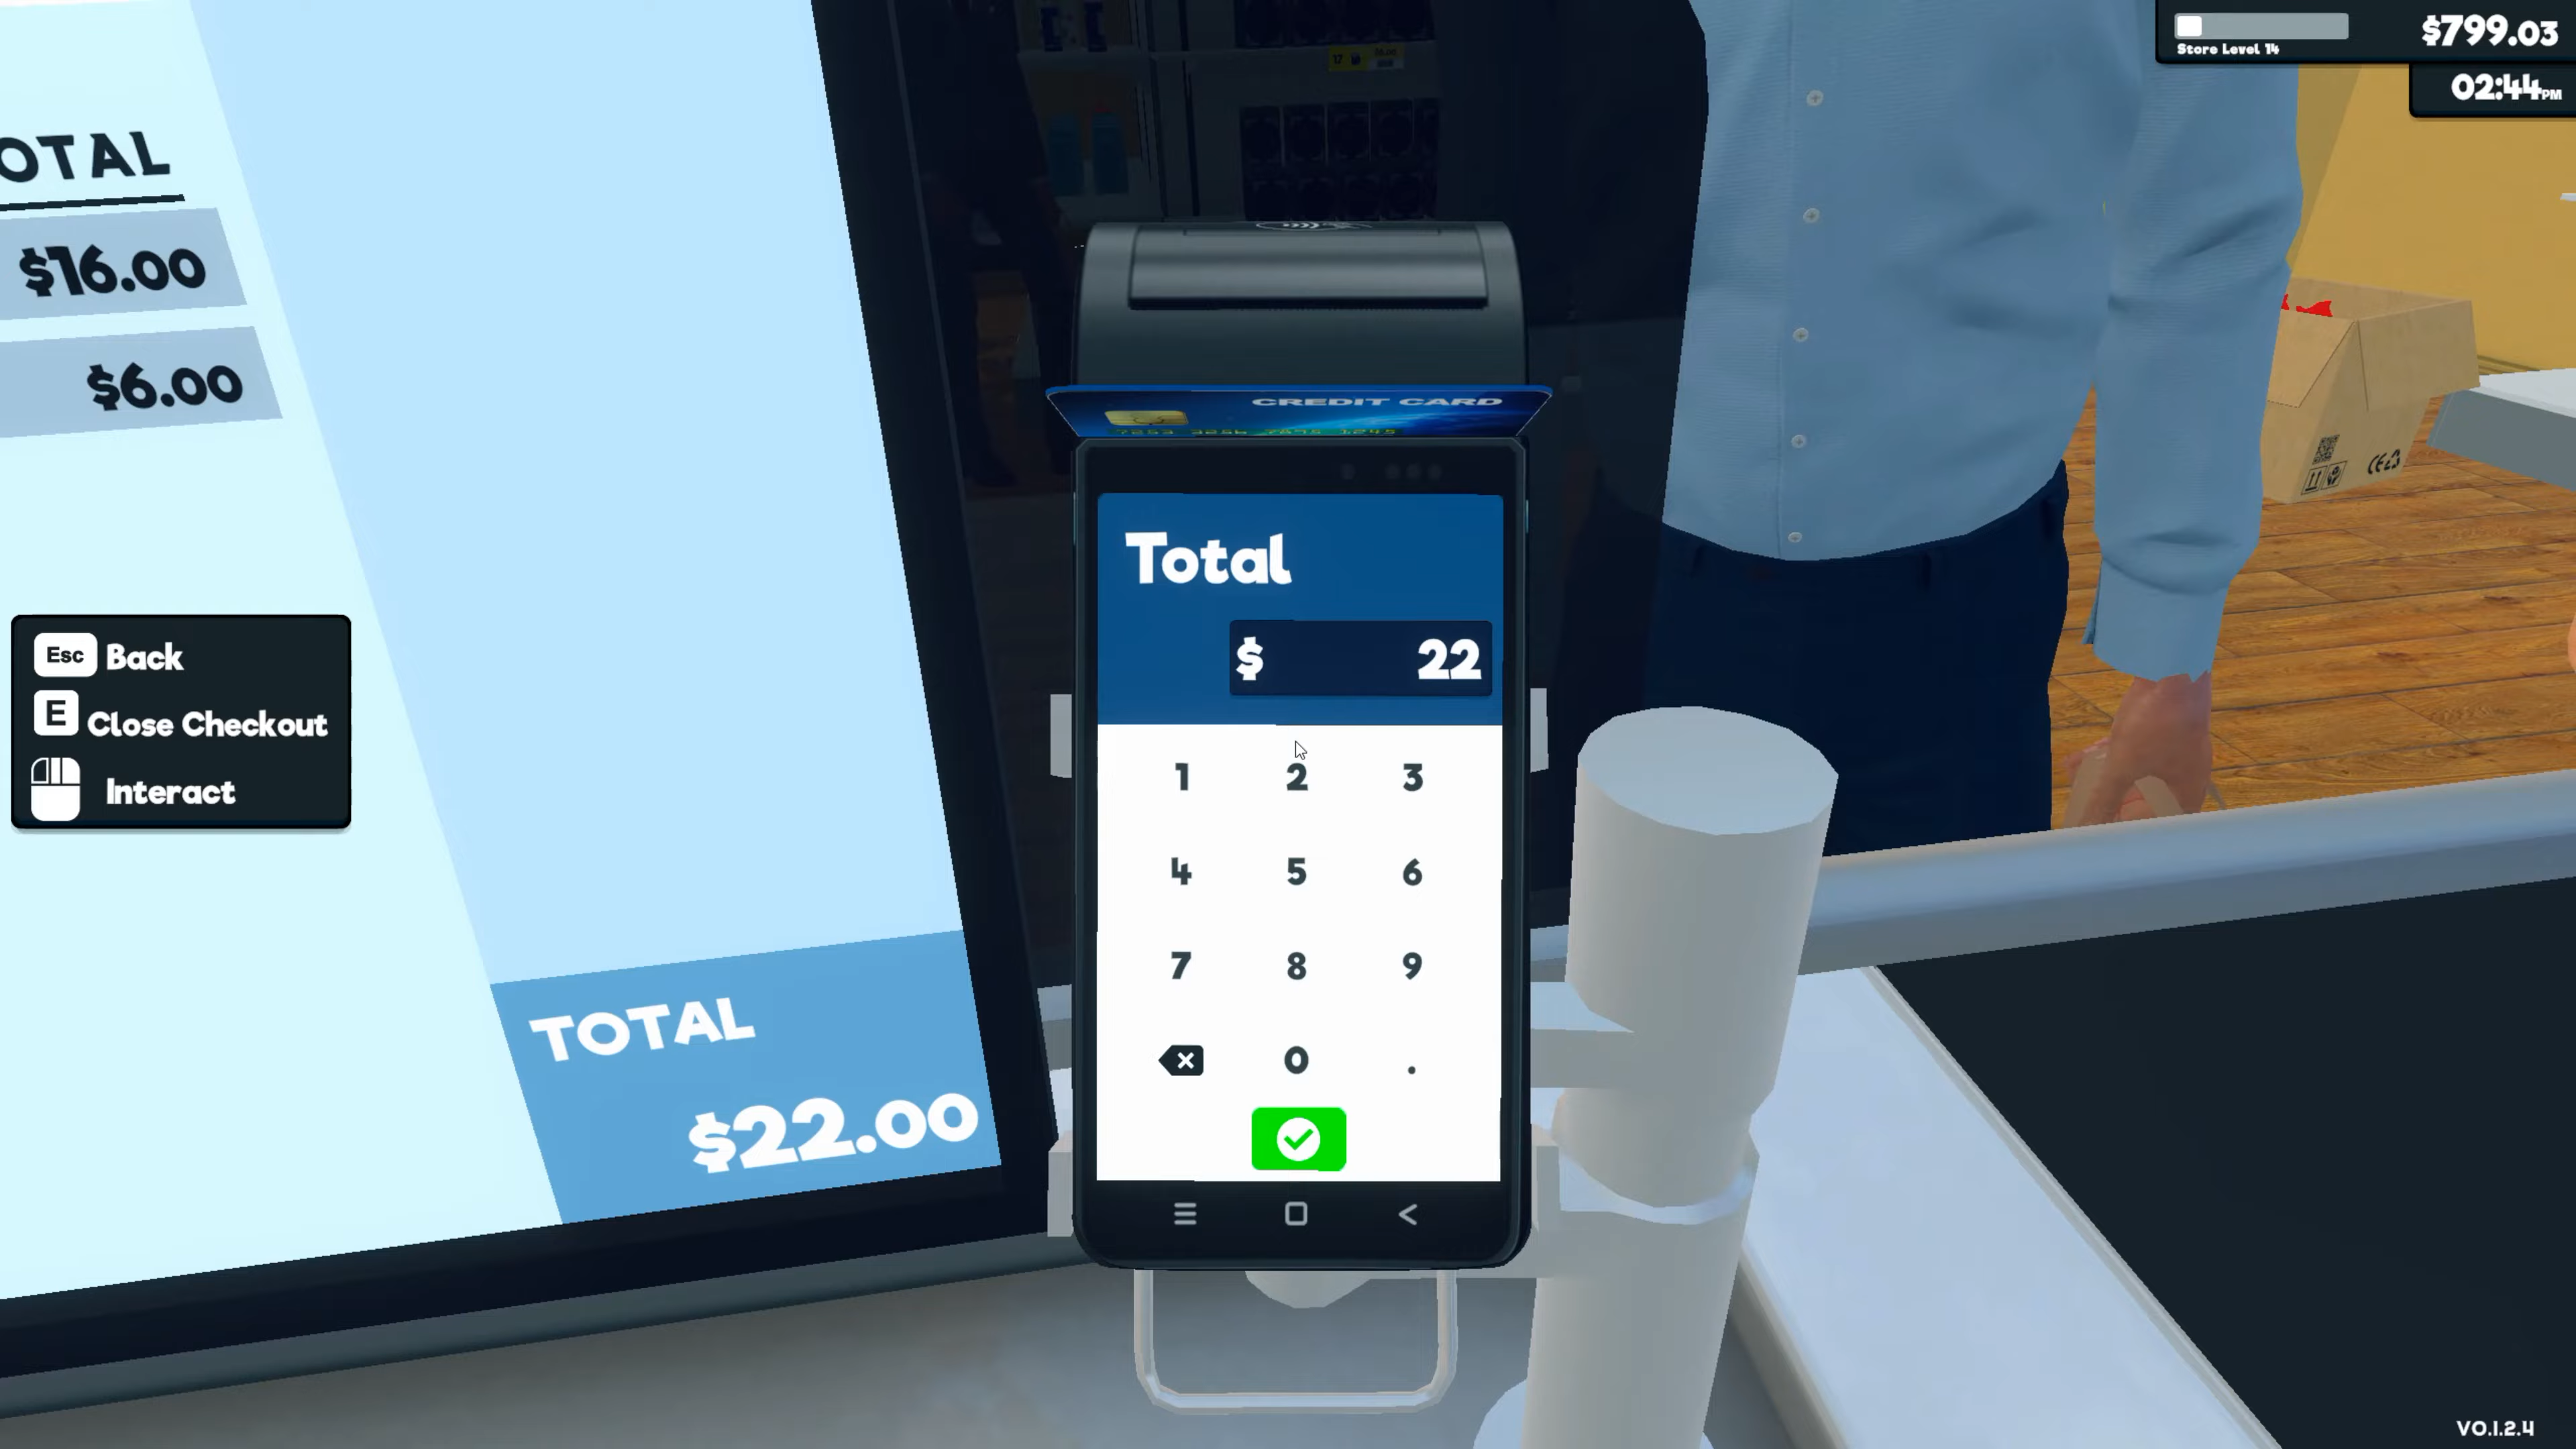 $799.03
Store Level 14
02:44PM
OTAL
$16.00
$6.00
CREDIT CARD
Total
$ 22
Esc Back
E Close Checkout
Interact
1 2 3
4 5 6
7 8 9
0 .
TOTAL
$22.00
V0.1.2.4